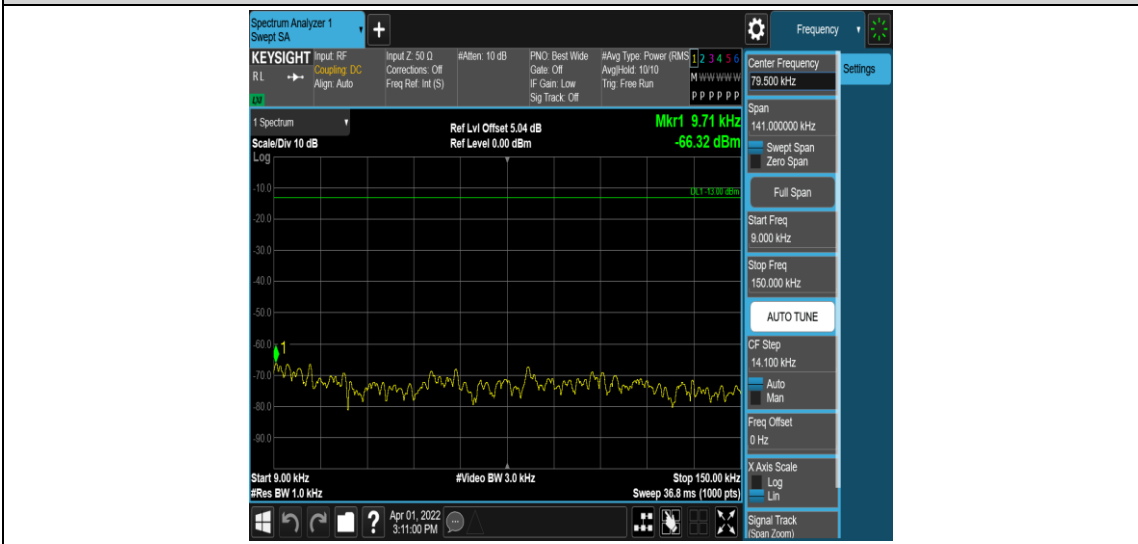 Spectrum Analyzer 1
Swept SA
+
Frequency
KEYSIGHT
R L
LXI
Input: RF
Coupling: DC
Align: Auto
Input Z: 50 Ω
Corrections: Off
Freq Ref: Int (S)
#Atten: 10 dB
PNO: Best Wide
Gate: Off
IF Gain: Low
Sig Track: Off
#Avg Type: Power (RMS
Avg|Hold: 10/10
Trig: Free Run
1 2 3 4 5 6
M W W W W W
P P P P P P
Center Frequency
79.500 kHz
Settings
Span
141.000000 kHz
Swept Span
Zero Span
Full Span
Start Freq
9.000 kHz
Stop Freq
150.000 kHz
AUTO TUNE
CF Step
14.100 kHz
Auto
Man
Freq Offset
0 Hz
X Axis Scale
Log
Lin
Signal Track
(Span Zoom)
1 Spectrum
Scale/Div 10 dB
Log
Ref Lvl Offset 5.04 dB
Ref Level 0.00 dBm
Mkr1 9.71 kHz
-66.32 dBm
DL1 -13.00 dBm
-10.0
-20.0
-30.0
-40.0
-50.0
-60.0
1
-70.0
-80.0
-90.0
Start 9.00 kHz
#Video BW 3.0 kHz
Stop 150.00 kHz
#Res BW 1.0 kHz
Sweep 36.8 ms (1000 pts)
?
Apr 01, 2022
3:11:00 PM